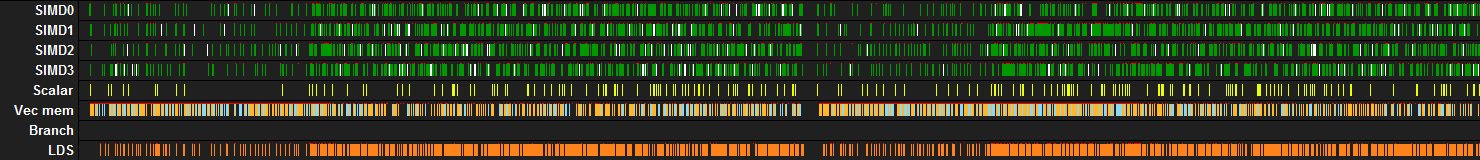 SIMD0
SIMD1
SIMD2
SIMD3
Scalar
Vec mem
Branch
LDS